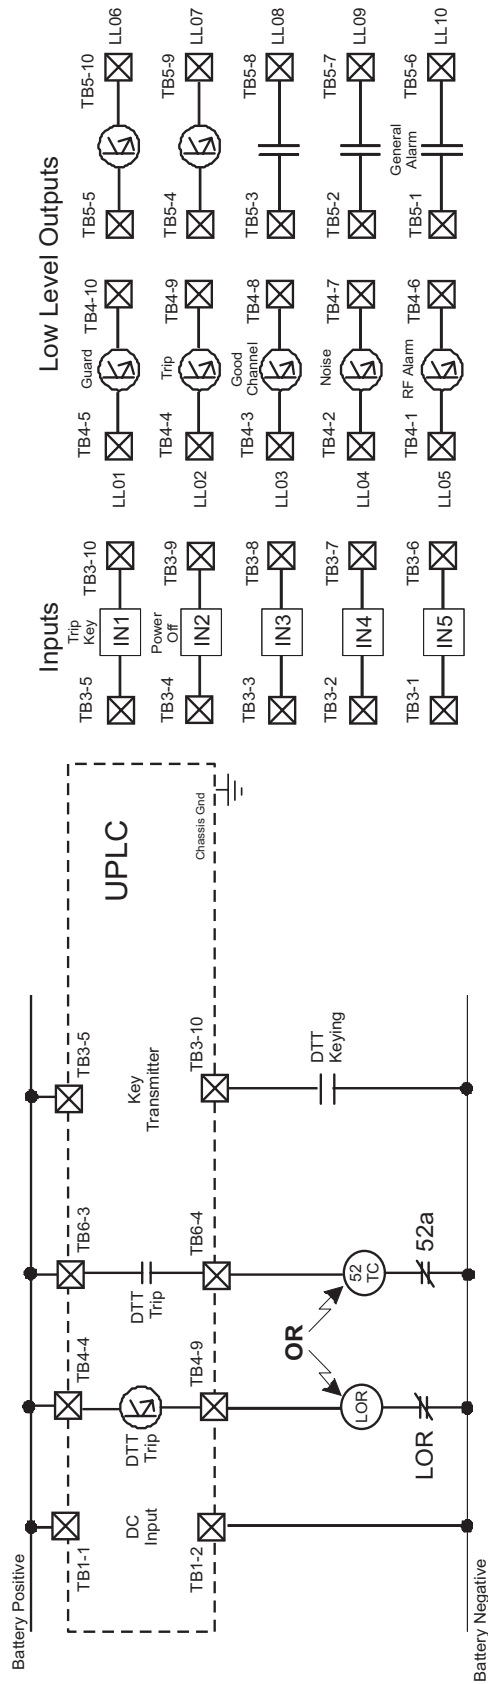 Battery Positive
TB1-1
TB4-4
TB6-3
TB3-5
DC
Input
DTT
Trip
DTT
Trip
Key
Transmitter
UPLC
Chassis Gnd
TB1-2
TB4-9
TB6-4
TB3-10
OR
LOR
52
TC
DTT
Keying
LOR
52a
Battery Negative
Inputs
Trip
Key
TB3-5
IN1
TB3-10
Power
Off
TB3-4
IN2
TB3-9
TB3-3
IN3
TB3-8
TB3-2
IN4
TB3-7
TB3-1
IN5
TB3-6
Low Level Outputs
TB4-5
Guard
TB4-10
LL01
TB4-4
Trip
TB4-9
LL02
TB4-3
Good
Channel
TB4-8
LL03
TB4-2
Noise
TB4-7
LL04
TB4-1
RF Alarm
TB4-6
LL05
TB5-5
TB5-10
LL06
TB5-4
TB5-9
LL07
TB5-3
TB5-8
LL08
TB5-2
TB5-7
LL09
General
Alarm
TB5-1
TB5-6
LL10